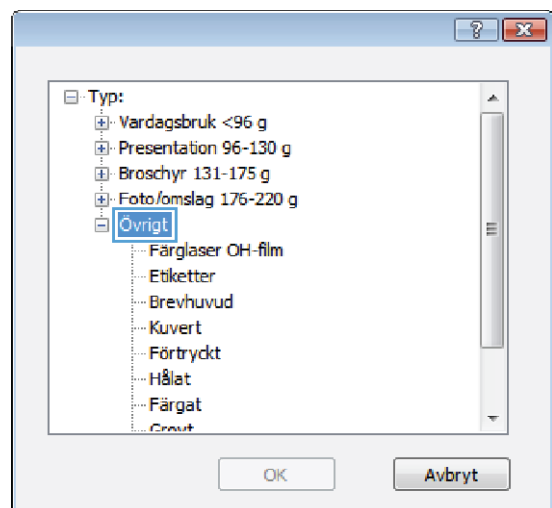 Typ:
Vardagsbruk <96 g
Presentation 96-130 g
Broschyr 131-175 g
Foto/omslag 176-220 g
Övrigt
Färglaser OH-film
Etiketter
Brevhuvud
Kuvert
Förtryckt
Hålat
Färgat
Grovt
OK
Avbryt